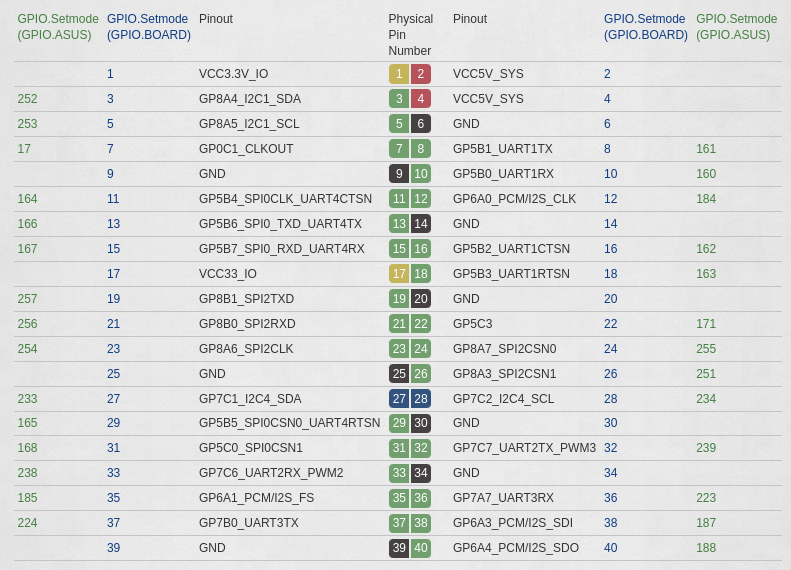 GPIO.Setmode GPIO.Setmode Pinout Physical Pinout GPIO.Setmode GPIO.Setmode
(GPIO.ASUS) (GPIO.BOARD) Pin (GPIO.BOARD) (GPIO.ASUS)
Number
1 VCC3.3V_IO 1 2 VCC5V_SYS 2
252 3 GP8A4_I2C1_SDA 3 4 VCC5V_SYS 4
253 5 GP8A5_I2C1_SCL 5 6 GND 6
17 7 GP0C1_CLKOUT 7 8 GP5B1_UART1TX 8 161
9 GND 9 10 GP5B0_UART1RX 10 160
164 11 GP5B4_SPI0CLK_UART4CTSN 11 12 GP6A0_PCM/I2S_CLK 12 184
166 13 GP5B6_SPI0_TXD_UART4TX 13 14 GND 14
167 15 GP5B7_SPI0_RXD_UART4RX 15 16 GP5B2_UART1CTSN 16 162
17 VCC33_IO 17 18 GP5B3_UART1RTSN 18 163
257 19 GP8B1_SPI2TXD 19 20 GND 20
256 21 GP8B0_SPI2RXD 21 22 GP5C3 22 171
254 23 GP8A6_SPI2CLK 23 24 GP8A7_SPI2CSN0 24 255
25 GND 25 26 GP8A3_SPI2CSN1 26 251
233 27 GP7C1_I2C4_SDA 27 28 GP7C2_I2C4_SCL 28 234
165 29 GP5B5_SPI0CSN0_UART4RTSN 29 30 GND 30
168 31 GP5C0_SPI0CSN1 31 32 GP7C7_UART2TX_PWM3 32 239
238 33 GP7C6_UART2RX_PWM2 33 34 GND 34
185 35 GP6A1_PCM/I2S_FS 35 36 GP7A7_UART3RX 36 223
224 37 GP7B0_UART3TX 37 38 GP6A3_PCM/I2S_SDI 38 187
39 GND 39 40 GP6A4_PCM/I2S_SDO 40 188